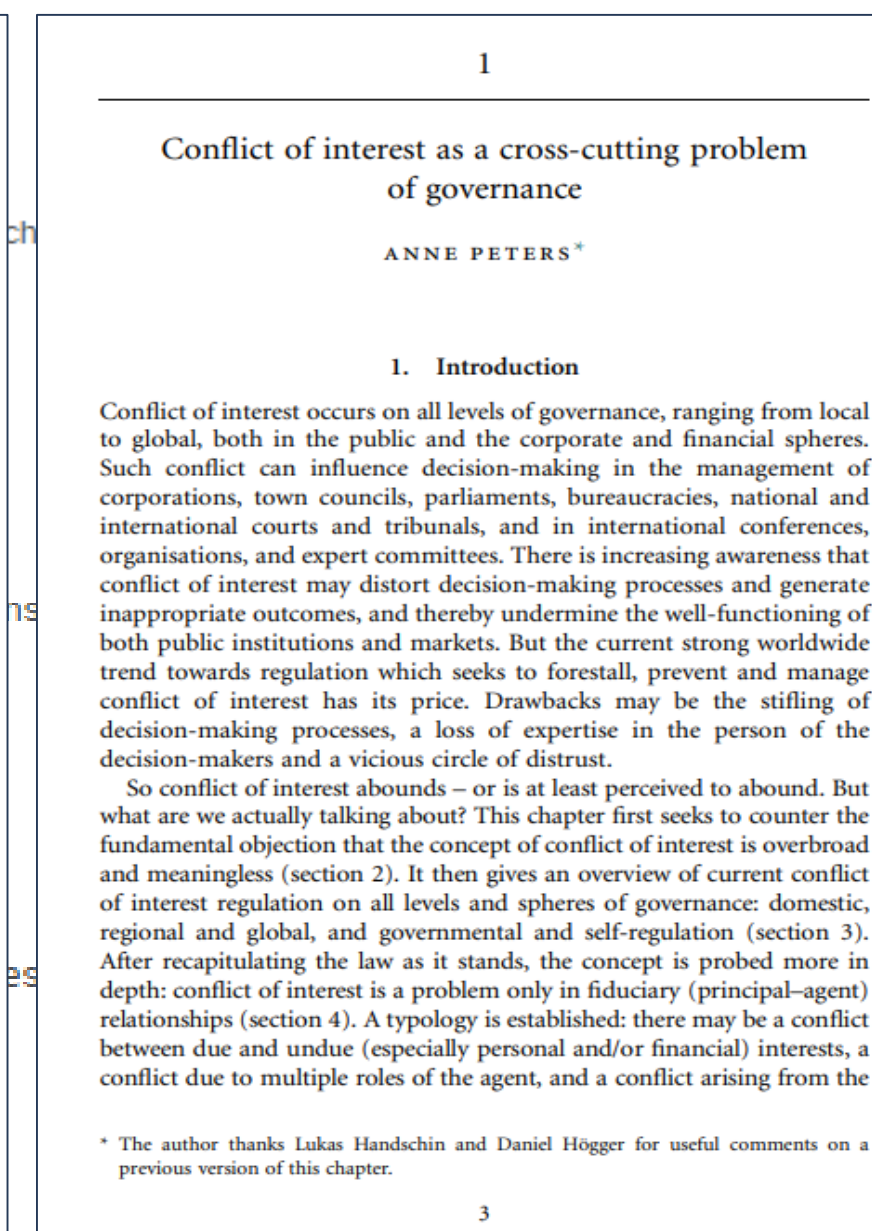 1
Conflict of interest as a cross-cutting problem
of governance
ANNE PETERS*
1. Introduction
Conflict of interest occurs on all levels of governance, ranging from local
to global, both in the public and the corporate and financial spheres.
Such conflict can influence decision-making in the management of
corporations, town councils, parliaments, bureaucracies, national and
international courts and tribunals, and in international conferences,
organisations, and expert committees. There is increasing awareness that
conflict of interest may distort decision-making processes and generate
inappropriate outcomes, and thereby undermine the well-functioning of
both public institutions and markets. But the current strong worldwide
trend towards regulation which seeks to forestall, prevent and manage
conflict of interest has its price. Drawbacks may be the stifling of
decision-making processes, a loss of expertise in the person of the
decision-makers and a vicious circle of distrust.
So conflict of interest abounds – or is at least perceived to abound. But
what are we actually talking about? This chapter first seeks to counter the
fundamental objection that the concept of conflict of interest is overbroad
and meaningless (section 2). It then gives an overview of current conflict
of interest regulation on all levels and spheres of governance: domestic,
regional and global, and governmental and self-regulation (section 3).
After recapitulating the law as it stands, the concept is probed more in
depth: conflict of interest is a problem only in fiduciary (principal–agent)
relationships (section 4). A typology is established: there may be a conflict
between due and undue (especially personal and/or financial) interests, a
conflict due to multiple roles of the agent, and a conflict arising from the
* The author thanks Lukas Handschin and Daniel Högger for useful comments on a
previous version of this chapter.
3